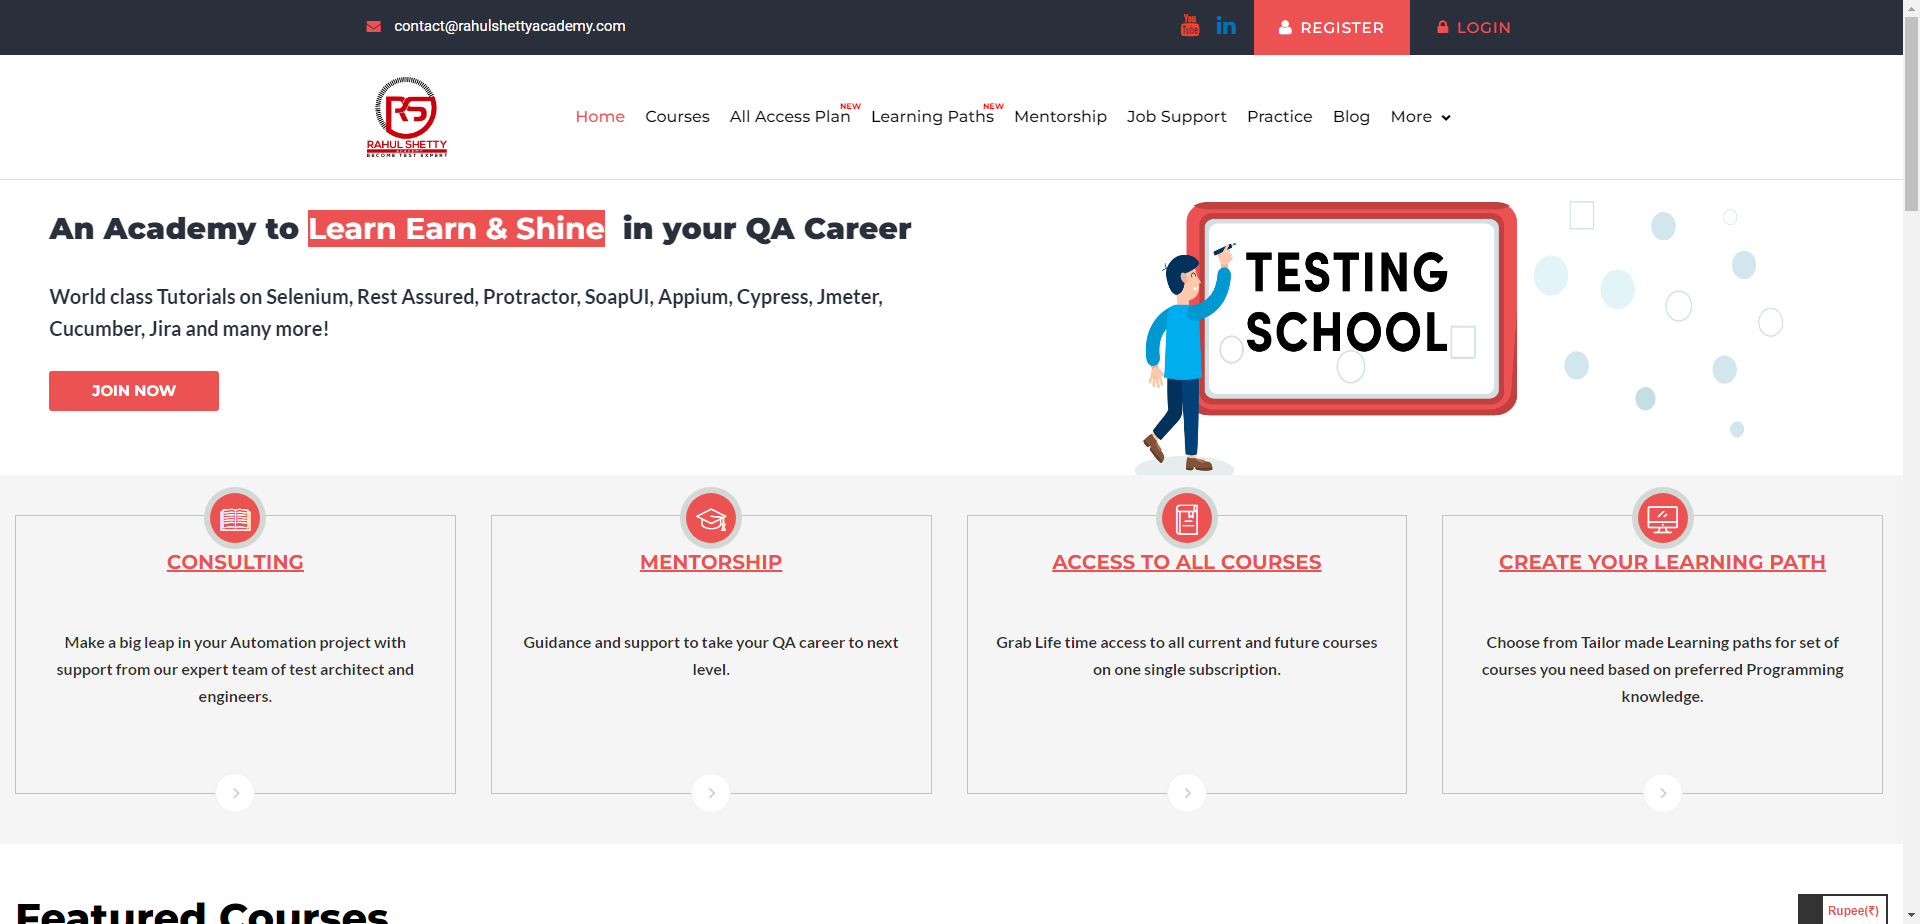 contact@rahulshettyacademy.com
You
Tube
in
REGISTER
LOGIN
RS
RAHUL SHETTY
ACADEMY
BECOME TEST EXPERT
Home
Courses
All Access Plan
NEW
Learning Paths
NEW
Mentorship
Job Support
Practice
Blog
More
An Academy to Learn Earn & Shine in your QA Career
World class Tutorials on Selenium, Rest Assured, Protractor, SoapUI, Appium, Cypress, Jmeter,
Cucumber, Jira and many more!
JOIN NOW
TESTING
SCHOOL
CONSULTING
Make a big leap in your Automation project with
support from our expert team of test architect and
engineers.
MENTORSHIP
Guidance and support to take your QA career to next
level.
ACCESS TO ALL COURSES
Grab Life time access to all current and future courses
on one single subscription.
CREATE YOUR LEARNING PATH
Choose from Tailor made Learning paths for set of
courses you need based on preferred Programming
knowledge.
Featured Courses
Rupee(₹)